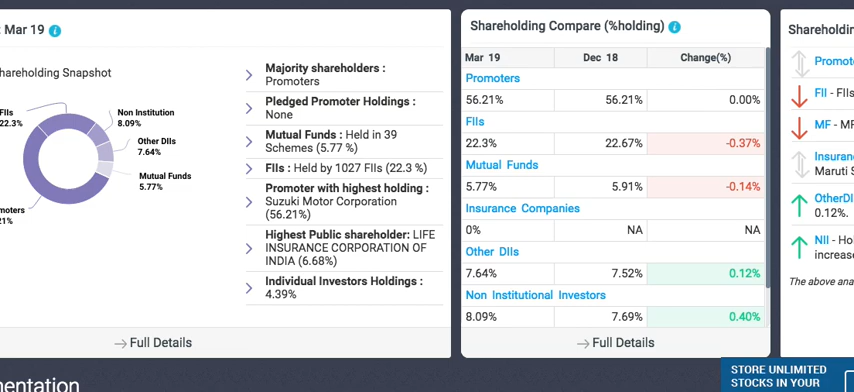 : Mar 19
hareholding Snapshot
FIIs
22.3%
Non Institution
8.09%
Other DIIs
7.64%
Mutual Funds
5.77%
moters
21%
Majority shareholders :
Promoters
Pledged Promoter Holdings :
None
Mutual Funds : Held in 39
Schemes (5.77 %)
FIIs : Held by 1027 FIIs (22.3 %)
Promoter with highest holding :
Suzuki Motor Corporation
(56.21%)
Highest Public shareholder: LIFE
INSURANCE CORPORATION OF
INDIA (6.68%)
Individual Investors Holdings :
4.39%
Full Details
Shareholding Compare (%holding)
Mar 19 Dec 18 Change(%)
Promoters
56.21% 56.21% 0.00%
FIIs
22.3% 22.67% -0.37%
Mutual Funds
5.77% 5.91% -0.14%
Insurance Companies
0% NA NA
Other DIIs
7.64% 7.52% 0.12%
Non Institutional Investors
8.09% 7.69% 0.40%
Full Details
Shareholdin
Promot
FII - FIIs
MF - MF
Insuran
Maruti S
OtherDI
0.12%.
NII - Ho
increase
The above ana
mentation
STORE UNLIMITED
STOCKS IN YOUR